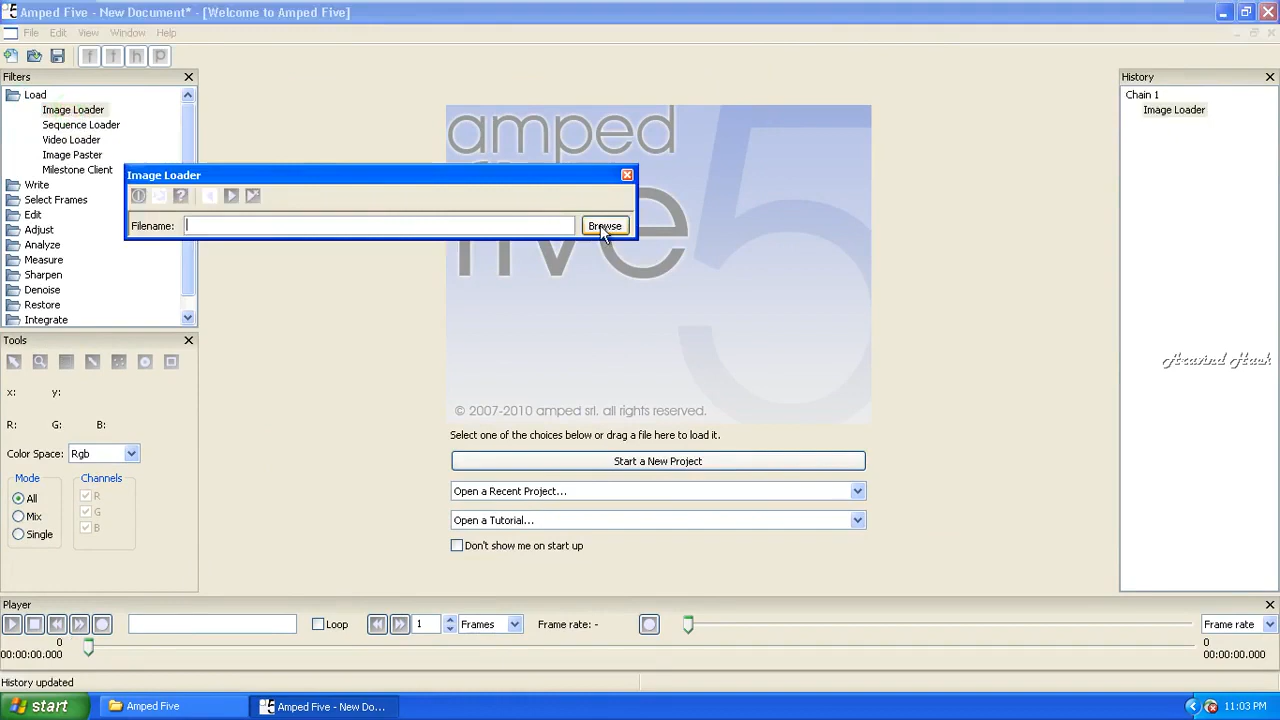 Amped Five - New Document* - [Welcome to Amped Five]
File Edit View Window Help
f t h p
Filters
Load
Image Loader
Sequence Loader
Video Loader
Image Paster
Milestone Client
Write
Select Frames
Edit
Adjust
Analyze
Measure
Sharpen
Denoise
Restore
Integrate
Image Loader
Filename: Browse
amped
five
5
© 2007-2010 amped srl. all rights reserved.
Select one of the choices below or drag a file here to load it.
Start a New Project
Open a Recent Project...
Open a Tutorial...
Don't show me on start up
History
Chain 1
Image Loader
Aravind Hack
Tools
x: y:
R: G: B:
Color Space: Rgb
Mode Channels
All R
Mix G
Single B
Player
Loop 1 Frames Frame rate: - Frame rate
0 0
00:00:00.000 00:00:00.000
History updated
start Amped Five Amped Five - New Do... 11:03 PM